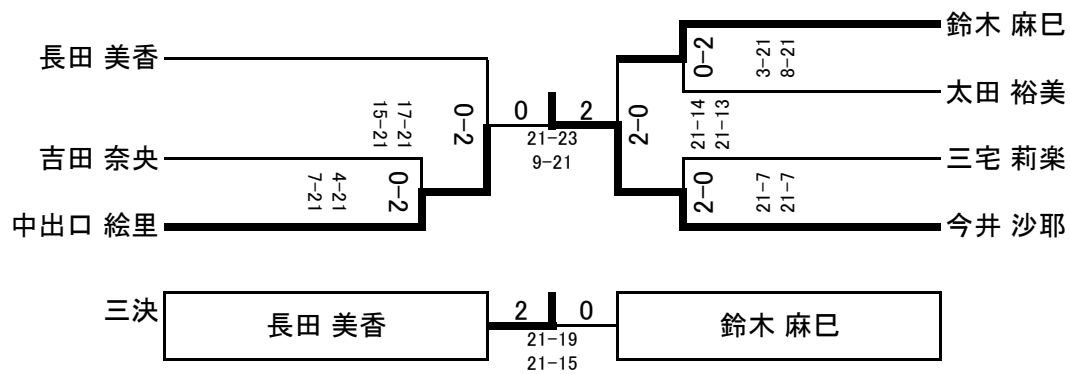 鈴木 麻巳
長田 美香
0-2
3-21
8-21
太田 裕美
17-21
15-21
0-2
0 2
21-23
9-21
2-0
21-14
21-13
吉田 奈央
三宅 莉楽
4-21
7-21
0-2
2-0
21-7
21-7
中出口 絵里
今井 沙耶
三決
長田 美香
2 0
21-19
21-15
鈴木 麻巳